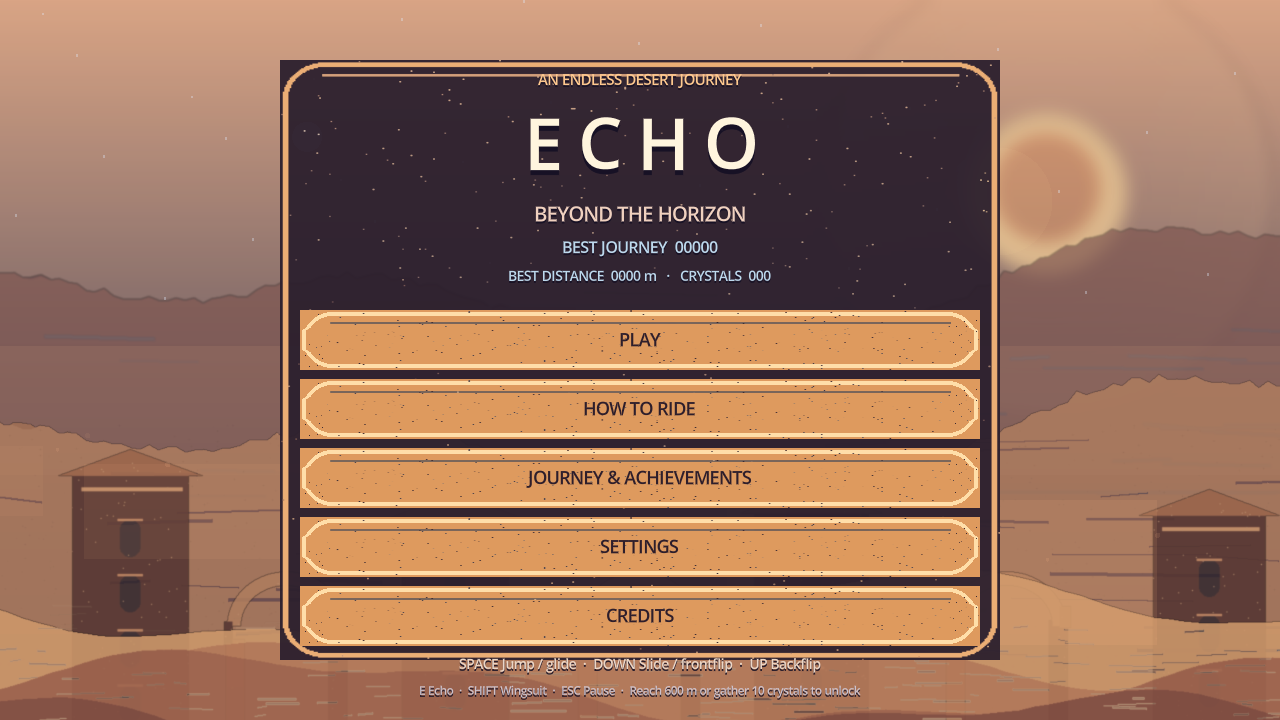 AN ENDLESS DESERT JOURNEY
ECHO
BEYOND THE HORIZON
BEST JOURNEY 00000
BEST DISTANCE 0000 m · CRYSTALS 000
PLAY
HOW TO RIDE
JOURNEY & ACHIEVEMENTS
SETTINGS
CREDITS
SPACE Jump / glide · DOWN Slide / frontflip · UP Backflip
E Echo · SHIFT Wingsuit · ESC Pause · Reach 600 m or gather 10 crystals to unlock